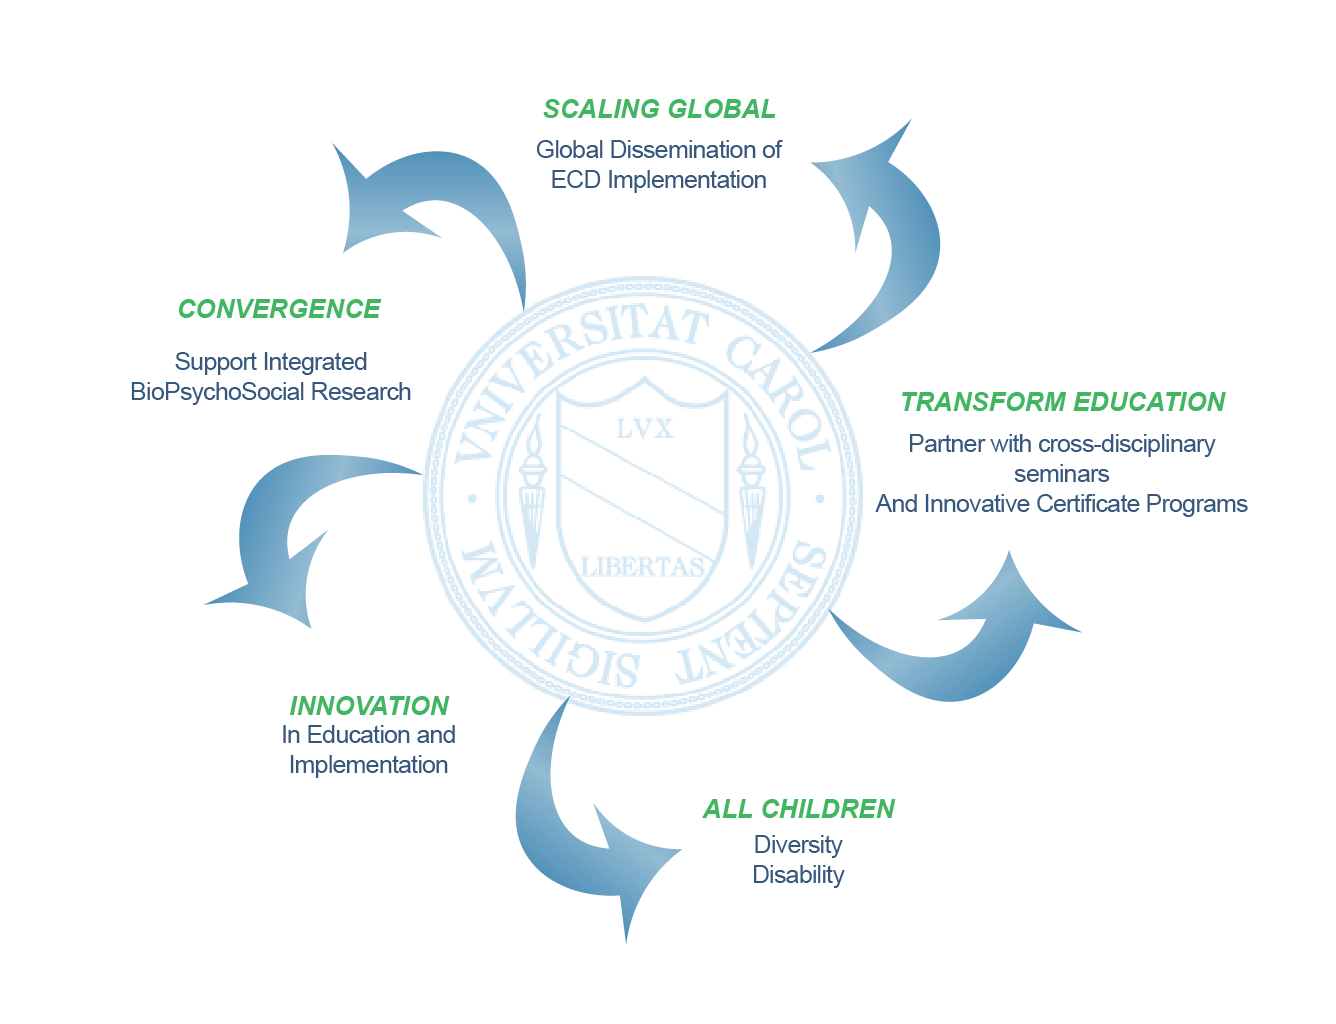 SCALING GLOBAL
Global Dissemination of
ECD Implementation
CONVERGENCE
Support Integrated
BioPsychoSocial Research
TRANSFORM EDUCATION
Partner with cross-disciplinary
seminars
And Innovative Certificate Programs
SIGILLVM · VNIVERSITAT CAROL · SEPTENT
LVX
LIBERTAS
INNOVATION
In Education and
Implementation
ALL CHILDREN
Diversity
Disability